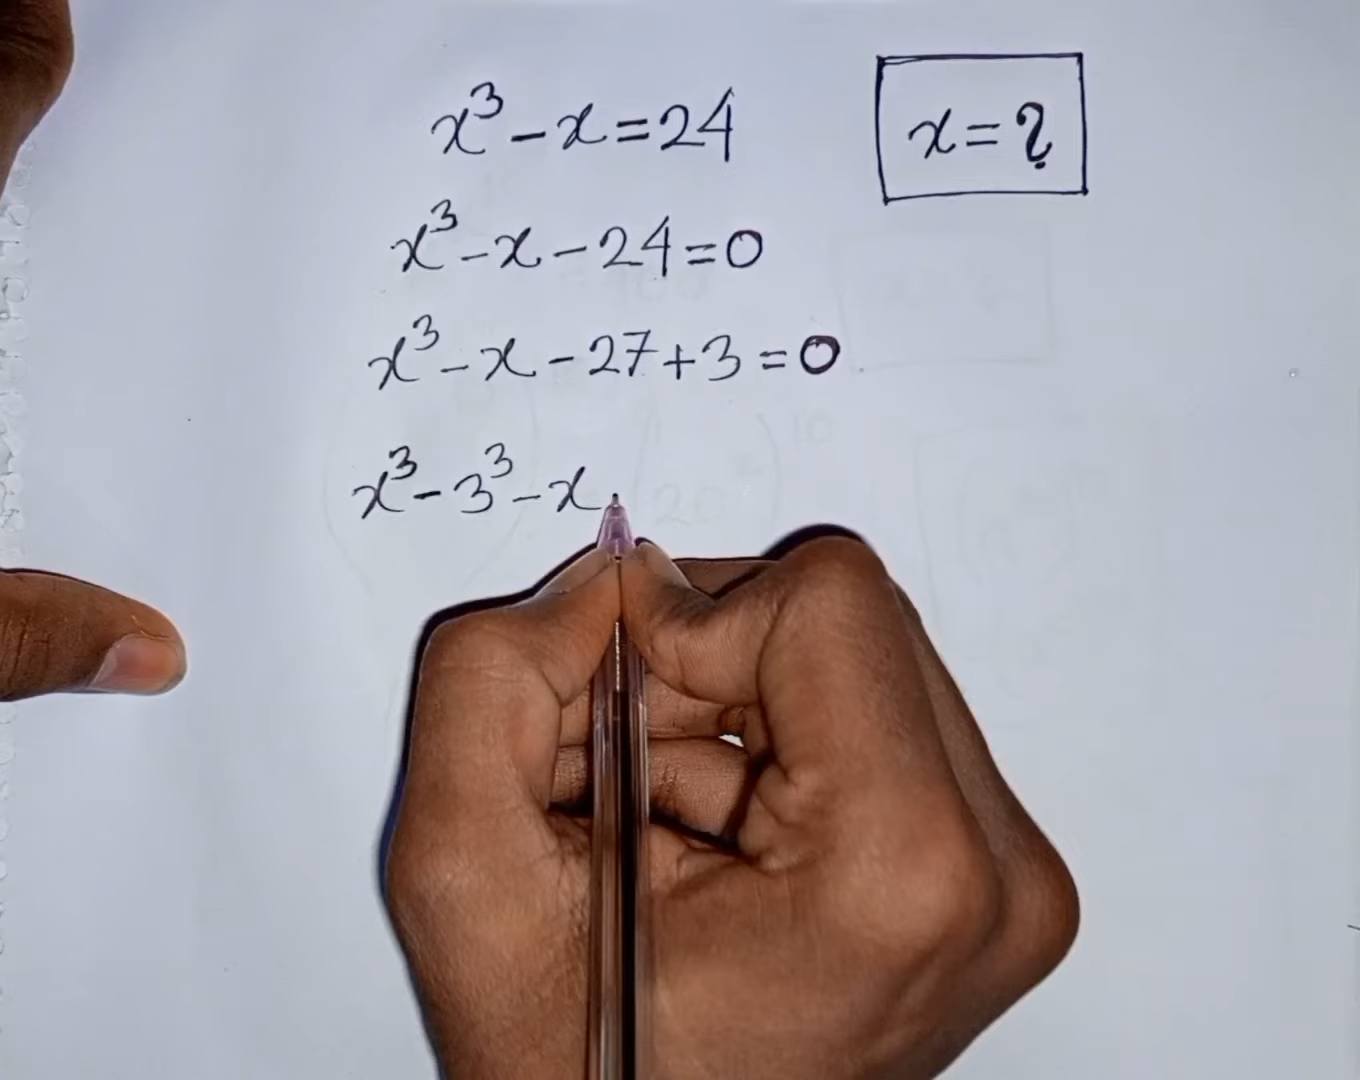 x³ - x = 24
x = ?
x³ - x - 24 = 0
x³ - x - 27 + 3 = 0
x³ - 3³ - x